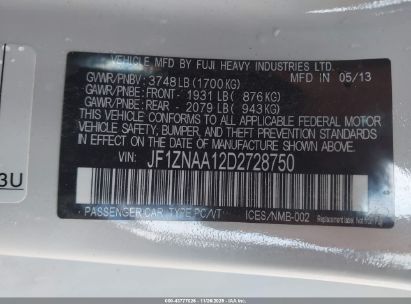 VEHICLE MFD BY FUJI HEAVY INDUSTRIES LTD.
GVWR/PNBV: 3748 LB (1700 KG) IN 05/13
GAWR/PNBE: FRONT - 1931 LB ( 876 KG)
GAWR/PNBE: REAR - 2079 LB ( 943 KG)
THIS VEHICLE CONFORMS TO ALL APPLICABLE FEDERAL MOTOR
VEHICLE SAFETY, BUMPER, AND THEFT PREVENTION STANDARDS
IN EFFECT ON THE DATE OF MANUFACTURE SHOWN ABOVE.
VIN: JF1ZNAA12D2728750
3U
PASSENGER CAR, TYPE PC/VT ICES/NMB-002
Replacement label